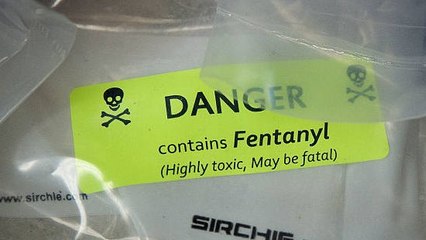 DANGER
contains Fentanyl
(Highly toxic, May be fatal)
www.sirchie.com
SIRCHIE